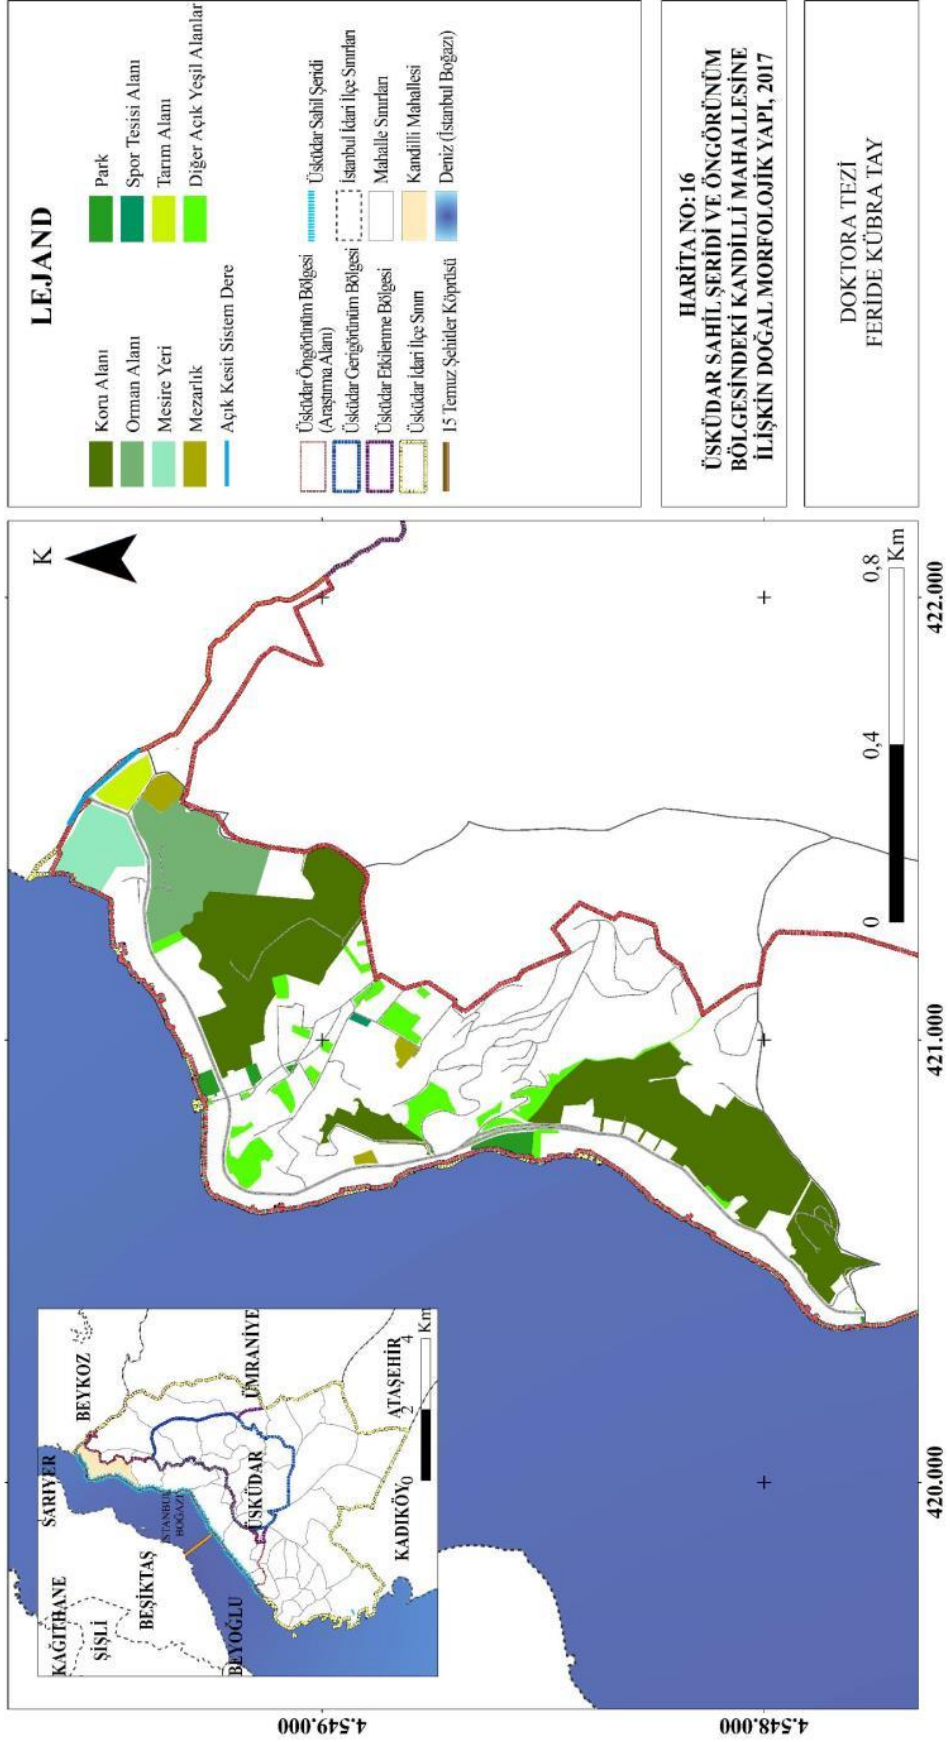 LEJAND
Koru Alanı
Orman Alanı
Mesire Yeri
Mezarlık
Açık Kesit Sistem Dere
Park
Spor Tesisi Alanı
Tarım Alanı
Diğer Açık Yeşil Alanlar
Üsküdar Öngörünüm Bölgesi
(Araştırma Alanı)
Üsküdar Gerigörünüm Bölgesi
Üsküdar Etkilenme Bölgesi
Üsküdar İdari İlçe Sınırı
15 Temuz Şehitler Köprüsü
Üsküdar Sahil Şeridi
İstanbul İdari İlçe Sınırları
Mahalle Sınırları
Kandilli Mahallesi
Deniz (İstanbul Boğazı)
HARİTA NO:16
ÜSKÜDAR SAHİL ŞERİDİ VE ÖNGÖRÜNÜM
BÖLGESİNDEKİ KANDİLLİ MAHALLESİNE
İLİŞKİN DOĞAL MORFOLOJİK YAPI, 2017
DOKTORA TEZİ
FERİDE KÜBRA TAY
K
0 0,4 0,8
Km
420.000 421.000 422.000
4.549.000
4.548.000
KAĞITHANE
SARIYER
BEYKOZ
ŞİŞLİ
BEŞİKTAŞ
İSTANBUL
BOĞAZI
BEYOĞLU
ÜSKÜDAR
ÜMRANİYE
KADIKÖY
ATAŞEHİR
0 2 4
Km